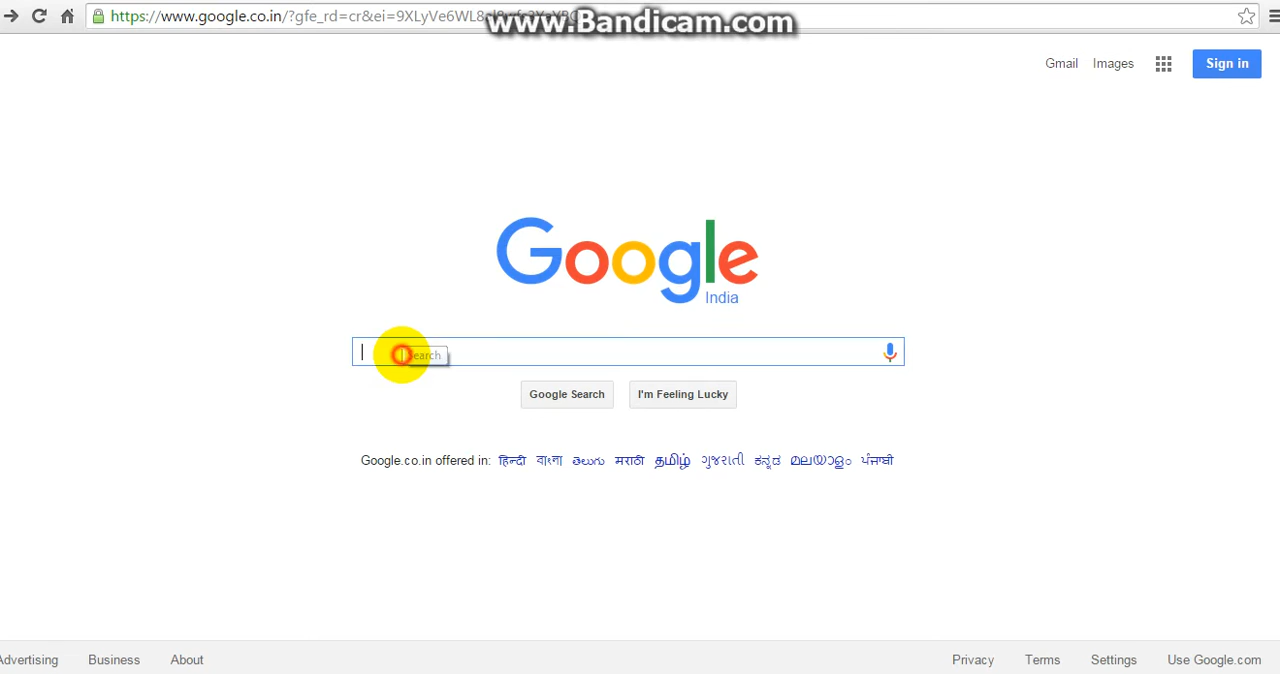 https://www.google.co.in/?gfe_rd=cr&ei=9XLyVe6WL8
www.Bandicam.com
Gmail Images Sign in
Google
India
Search
Google Search I'm Feeling Lucky
Google.co.in offered in: हिन्दी বাংলা తెలుగు मराठी தமிழ் ગુજરાતી ಕನ್ನಡ മലയാളം ਪੰਜਾਬੀ
Advertising Business About Privacy Terms Settings Use Google.com